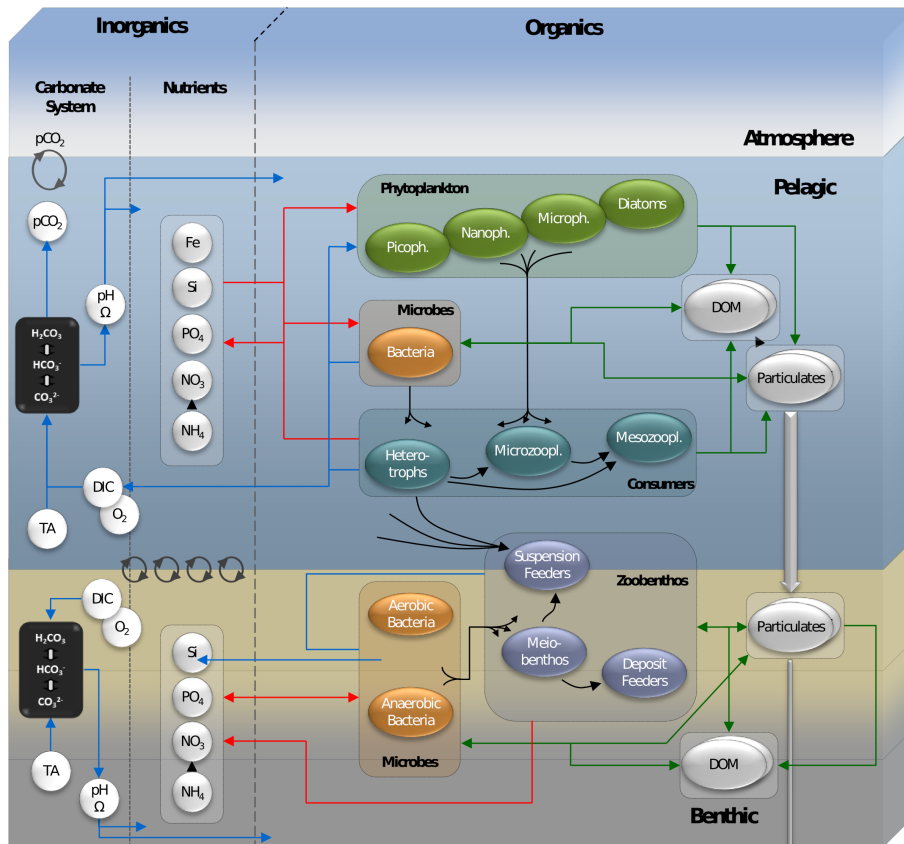 Inorganics
Organics
Carbonate
System
Nutrients
pCO₂
Atmosphere
Pelagic
pCO₂
pH
Ω
H₂CO₃
HCO₃⁻
CO₃²⁻
DIC
O₂
TA
Fe
Si
PO₄
NO₃
NH₄
Phytoplankton
Picoph.
Nanoph.
Microph.
Diatoms
Microbes
Bacteria
DOM
Particulates
Hetero-
trophs
Microzoopl.
Mesozoopl.
Consumers
Suspension
Feeders
Zoobenthos
Meio-
benthos
Deposit
Feeders
Aerobic
Bacteria
Anaerobic
Bacteria
Microbes
Particulates
DOM
Benthic
DIC
O₂
H₂CO₃
HCO₃⁻
CO₃²⁻
TA
pH
Ω
Si
PO₄
NO₃
NH₄